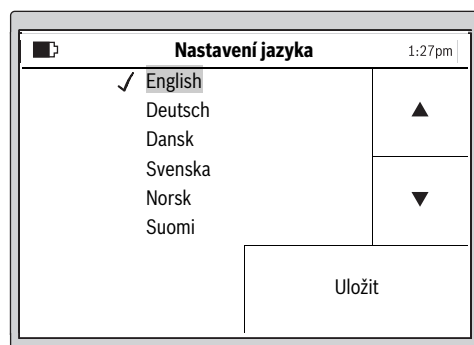 Nastavení jazyka 1:27pm
English
Deutsch
Dansk
Svenska
Norsk
Suomi
Uložit